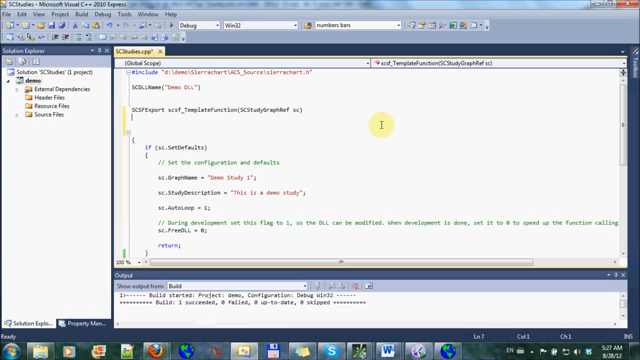 SCStudies - Microsoft Visual C++ 2010 Express
File Edit View Project Debug Tools Window Help
Debug Win32 numbers bars
Solution Explorer
Solution 'SCStudies' (1 project)
demo
External Dependencies
Header Files
Resource Files
Source Files
SCStudies.cpp*
(Global Scope) scsf_TemplateFunction(SCStudyGraphRef sc)
#include "d:\demo\Sierrachart\ACS_Source\sierrachart.h"
SCDLLName("Demo DLL")
SCSFExport scsf_TemplateFunction(SCStudyGraphRef sc)
{
if (sc.SetDefaults)
{
// Set the configuration and defaults
sc.GraphName = "Demo Study 1";
sc.StudyDescription = "This is a demo study";
sc.AutoLoop = 1;
// During development set this flag to 1, so the DLL can be modified. When development is done, set it to 0 to speed up the function calling
sc.FreeDLL = 0;
return;
}
100 %
Output
Show output from: Build
1>------ Build started: Project: demo, Configuration: Debug Win32 ------
========== Build: 1 succeeded, 0 failed, 0 up-to-date, 0 skipped ==========
Solution Explo... Property Man...
Ready Ln 7 Col 1 Ch 1 INS
Toolbox
EN
5:27 AM
8/28/12